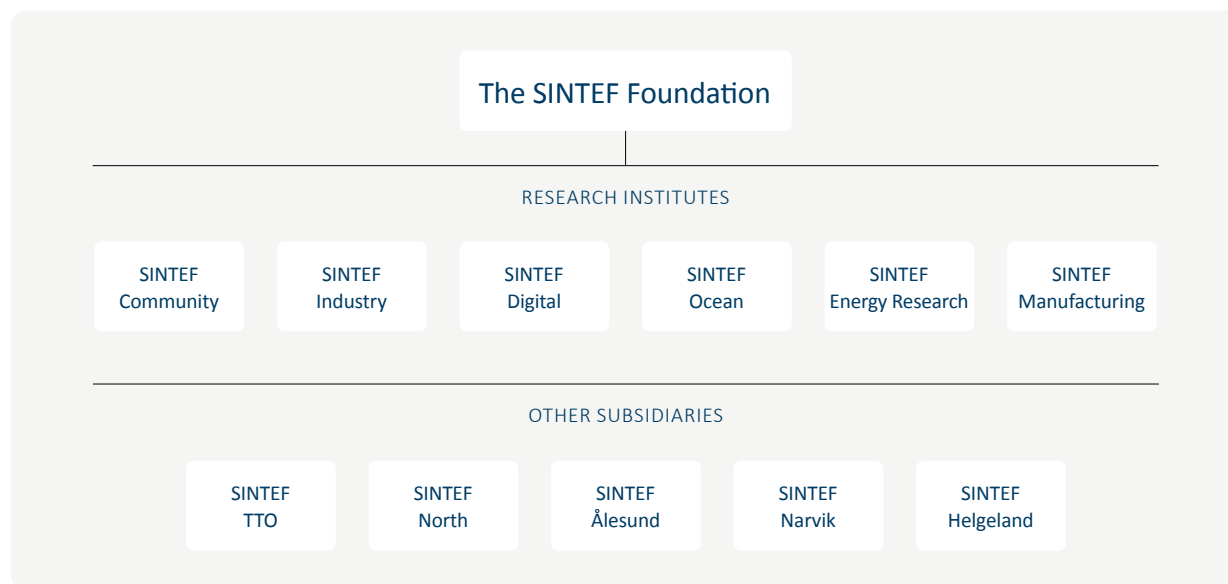 The SINTEF Foundation
RESEARCH INSTITUTES
SINTEF
Community
SINTEF
Industry
SINTEF
Digital
SINTEF
Ocean
SINTEF
Energy Research
SINTEF
Manufacturing
OTHER SUBSIDIARIES
SINTEF
TTO
SINTEF
North
SINTEF
Ålesund
SINTEF
Narvik
SINTEF
Helgeland